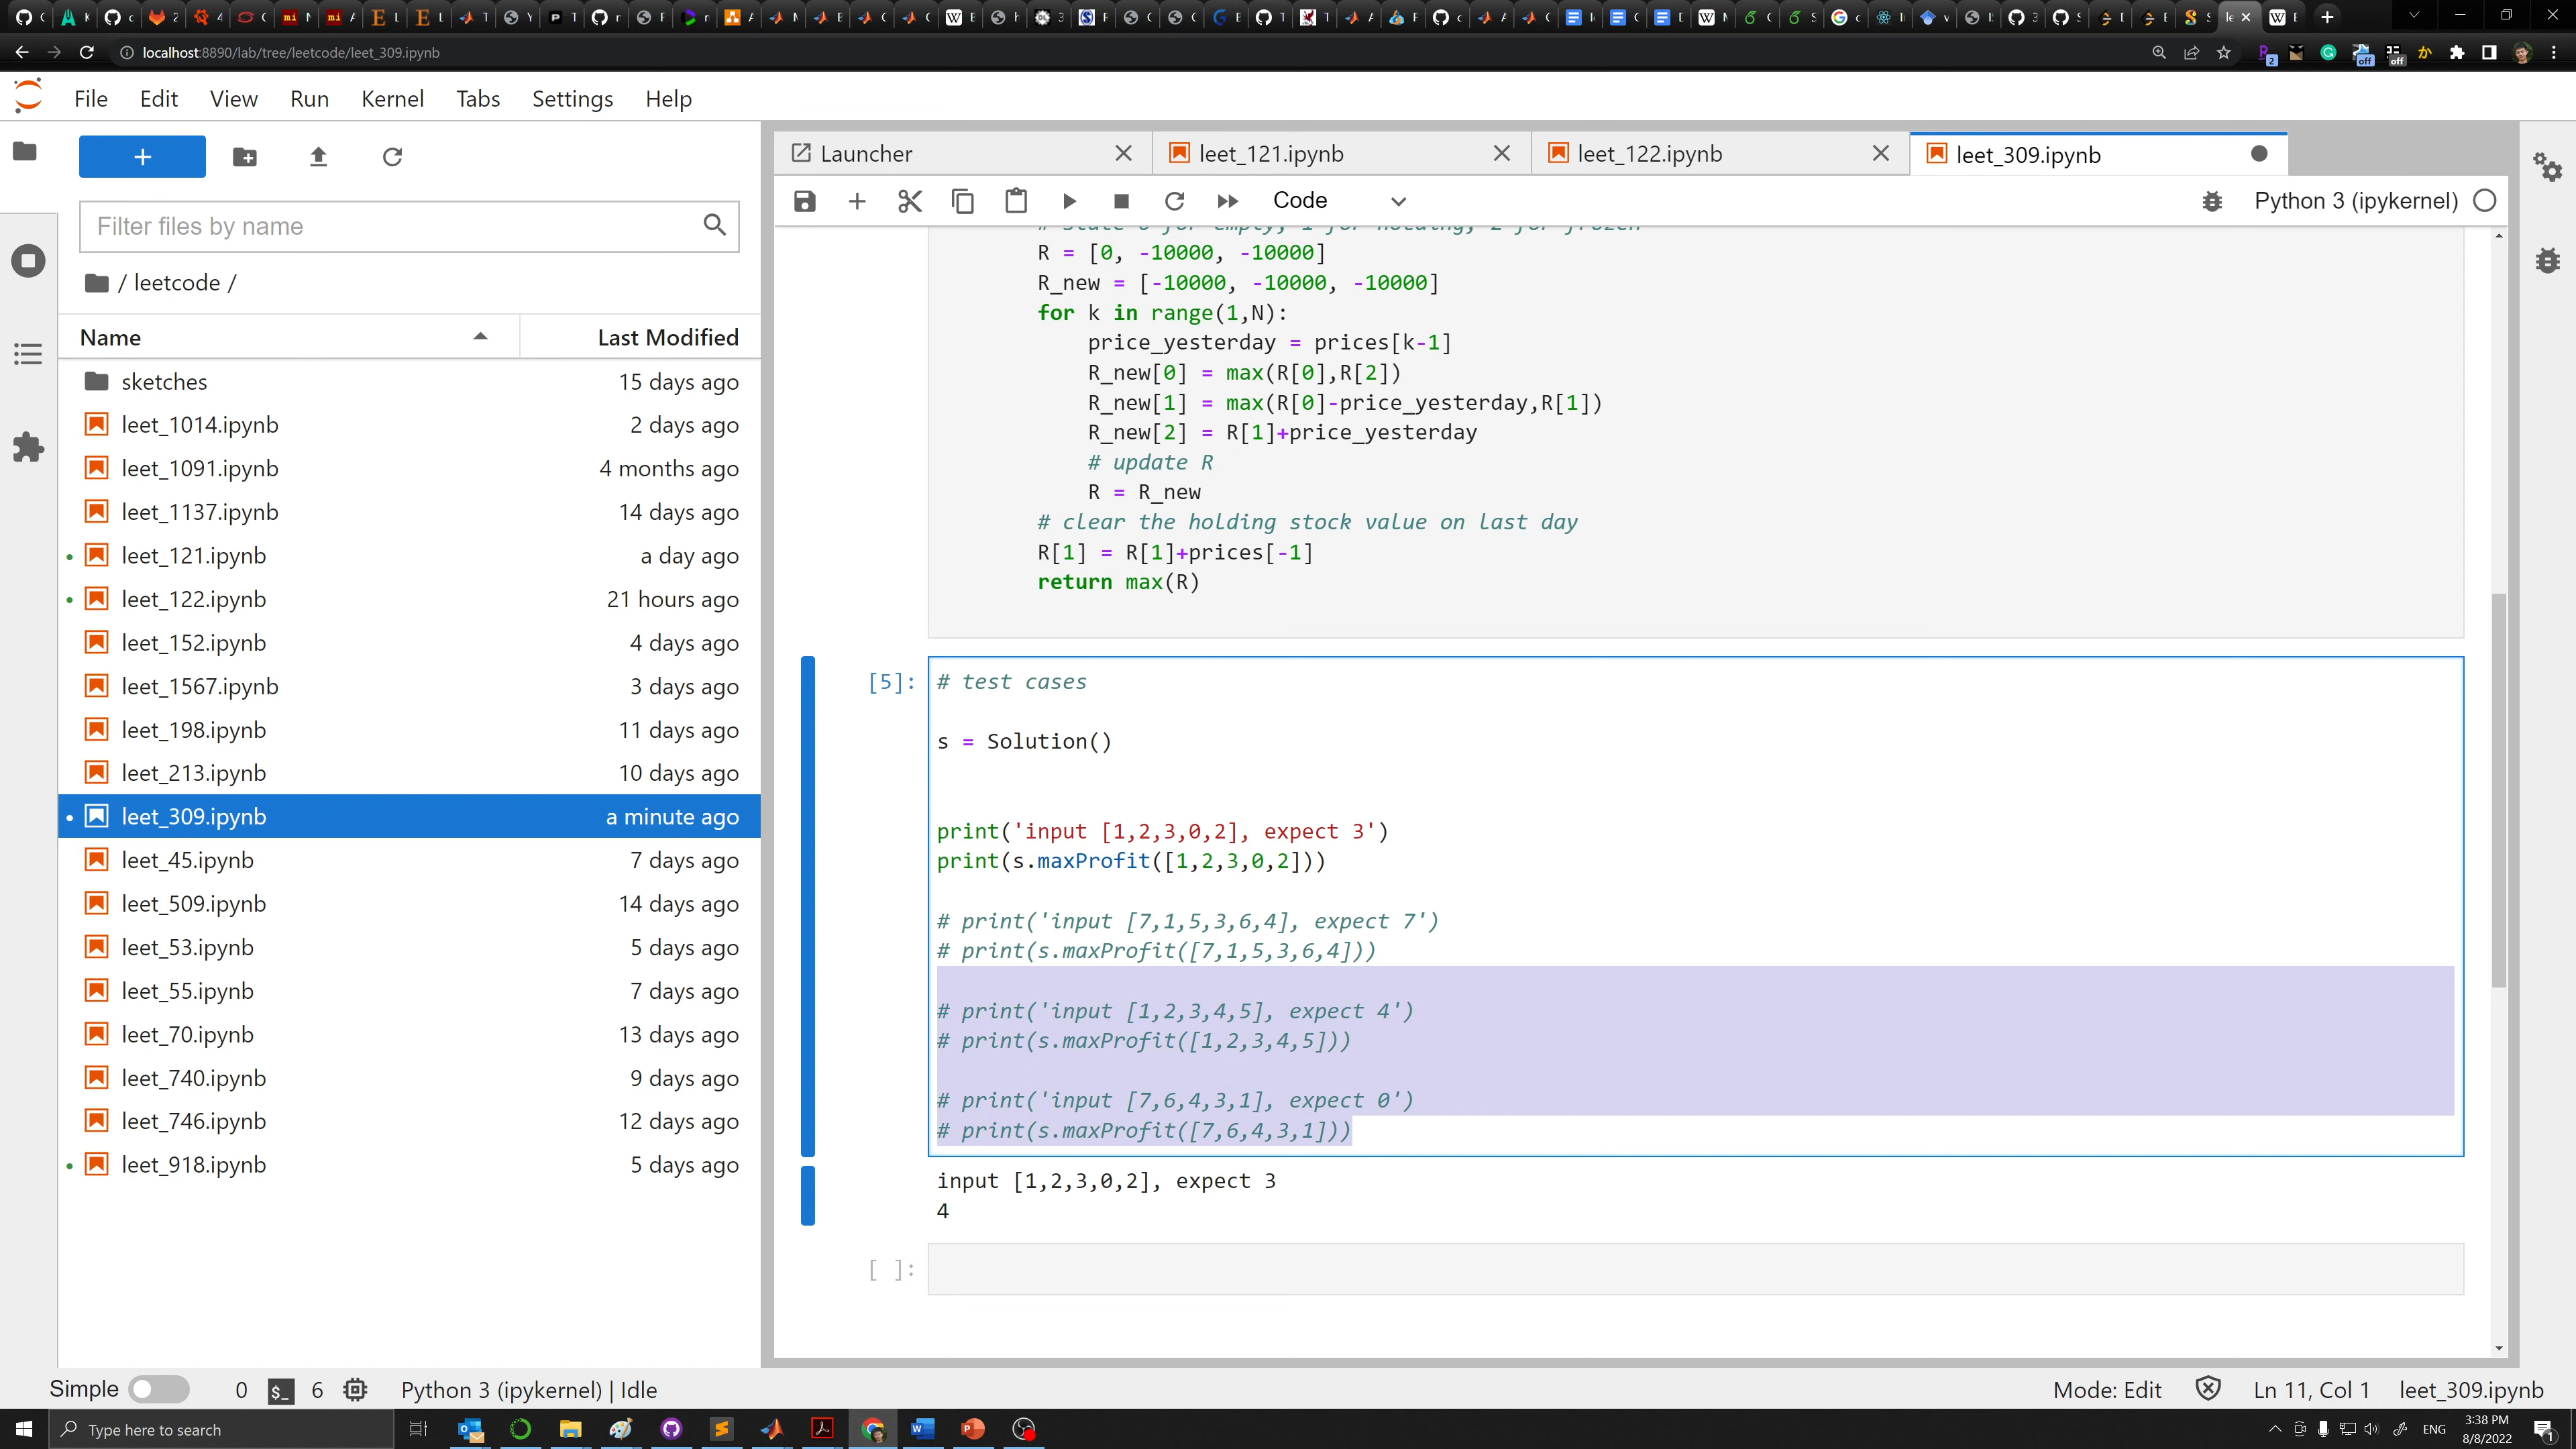 localhost:8890/lab/tree/leetcode/leet_309.ipynb
File Edit View Run Kernel Tabs Settings Help
Launcher
leet_121.ipynb
leet_122.ipynb
leet_309.ipynb
Code
Python 3 (ipykernel)
Filter files by name
/ leetcode /
Name Last Modified
sketches 15 days ago
leet_1014.ipynb 2 days ago
leet_1091.ipynb 4 months ago
leet_1137.ipynb 14 days ago
leet_121.ipynb a day ago
leet_122.ipynb 21 hours ago
leet_152.ipynb 4 days ago
leet_1567.ipynb 3 days ago
leet_198.ipynb 11 days ago
leet_213.ipynb 10 days ago
leet_309.ipynb a minute ago
leet_45.ipynb 7 days ago
leet_509.ipynb 14 days ago
leet_53.ipynb 5 days ago
leet_55.ipynb 7 days ago
leet_70.ipynb 13 days ago
leet_740.ipynb 9 days ago
leet_746.ipynb 12 days ago
leet_918.ipynb 5 days ago
R = [0, -10000, -10000]
R_new = [-10000, -10000, -10000]
for k in range(1,N):
price_yesterday = prices[k-1]
R_new[0] = max(R[0],R[2])
R_new[1] = max(R[0]-price_yesterday,R[1])
R_new[2] = R[1]+price_yesterday
# update R
R = R_new
# clear the holding stock value on last day
R[1] = R[1]+prices[-1]
return max(R)
[5]: # test cases
s = Solution()
print('input [1,2,3,0,2], expect 3')
print(s.maxProfit([1,2,3,0,2]))
# print('input [7,1,5,3,6,4], expect 7')
# print(s.maxProfit([7,1,5,3,6,4]))
# print('input [1,2,3,4,5], expect 4')
# print(s.maxProfit([1,2,3,4,5]))
# print('input [7,6,4,3,1], expect 0')
# print(s.maxProfit([7,6,4,3,1]))
input [1,2,3,0,2], expect 3
4
[ ]:
Simple 0 $_ 6 Python 3 (ipykernel) | Idle
Mode: Edit Ln 11, Col 1 leet_309.ipynb
Type here to search
ENG
3:38 PM
8/8/2022